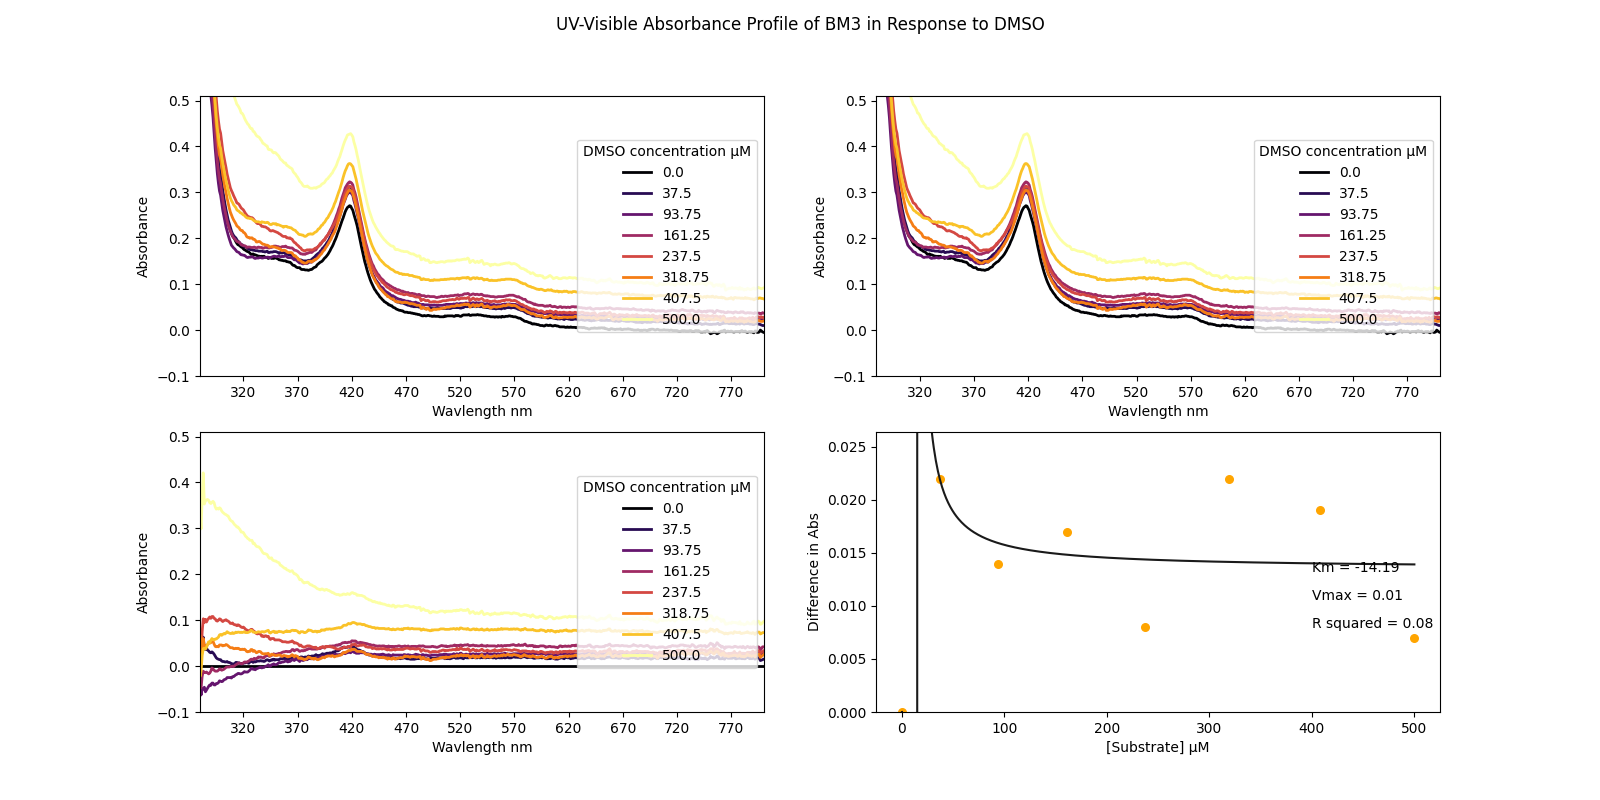 UV-Visible Absorbance Profile of BM3 in Response to DMSO
0.5
0.4
0.3
0.2
0.1
0.0
−0.1
Absorbance
320 370 420 470 520 570 620 670 720 770
Wavlength nm
DMSO concentration μM
0.0
37.5
93.75
161.25
237.5
318.75
407.5
500.0
0.5
0.4
0.3
0.2
0.1
0.0
−0.1
Absorbance
320 370 420 470 520 570 620 670 720 770
Wavlength nm
DMSO concentration μM
0.0
37.5
93.75
161.25
237.5
318.75
407.5
500.0
0.5
0.4
0.3
0.2
0.1
0.0
−0.1
Absorbance
320 370 420 470 520 570 620 670 720 770
Wavlength nm
DMSO concentration μM
0.0
37.5
93.75
161.25
237.5
318.75
407.5
500.0
0.025
0.020
0.015
0.010
0.005
0.000
Difference in Abs
0 100 200 300 400 500
[Substrate] μM
Km = -14.19
Vmax = 0.01
R squared = 0.08